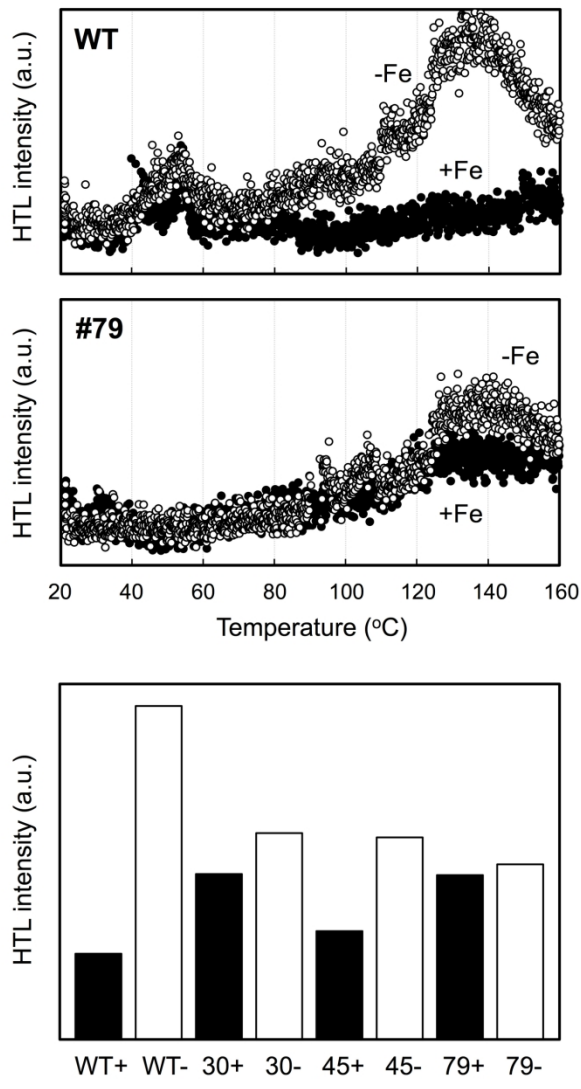 WT
-Fe
+Fe
HTL intensity (a.u.)
#79
-Fe
+Fe
HTL intensity (a.u.)
20 40 60 80 100 120 140 160
Temperature (°C)
HTL intensity (a.u.)
WT+ WT- 30+ 30- 45+ 45- 79+ 79-